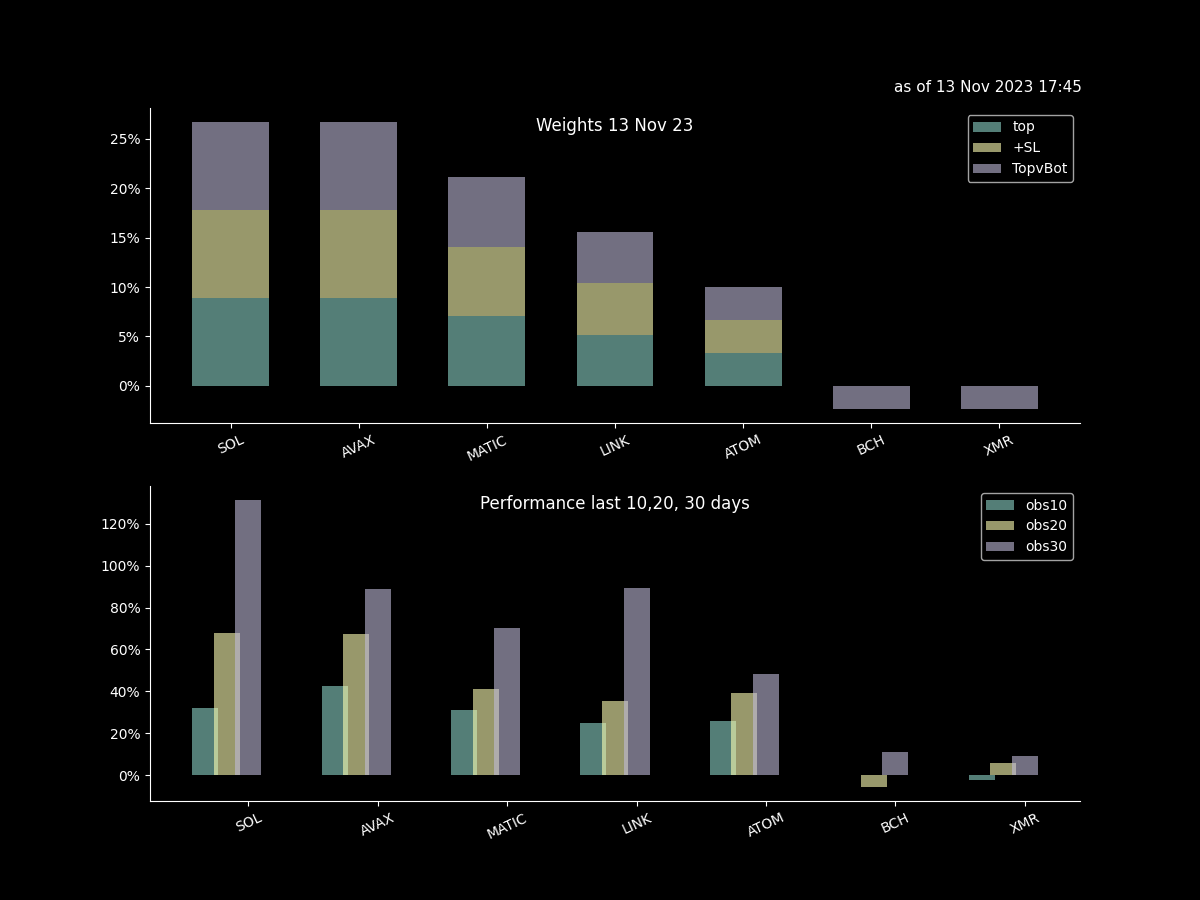 as of 13 Nov 2023 17:45
Weights 13 Nov 23
top
+SL
TopvBot
25%
20%
15%
10%
5%
0%
SOL AVAX MATIC LINK ATOM BCH XMR
Performance last 10,20, 30 days
obs10
obs20
obs30
120%
100%
80%
60%
40%
20%
0%
SOL AVAX MATIC LINK ATOM BCH XMR